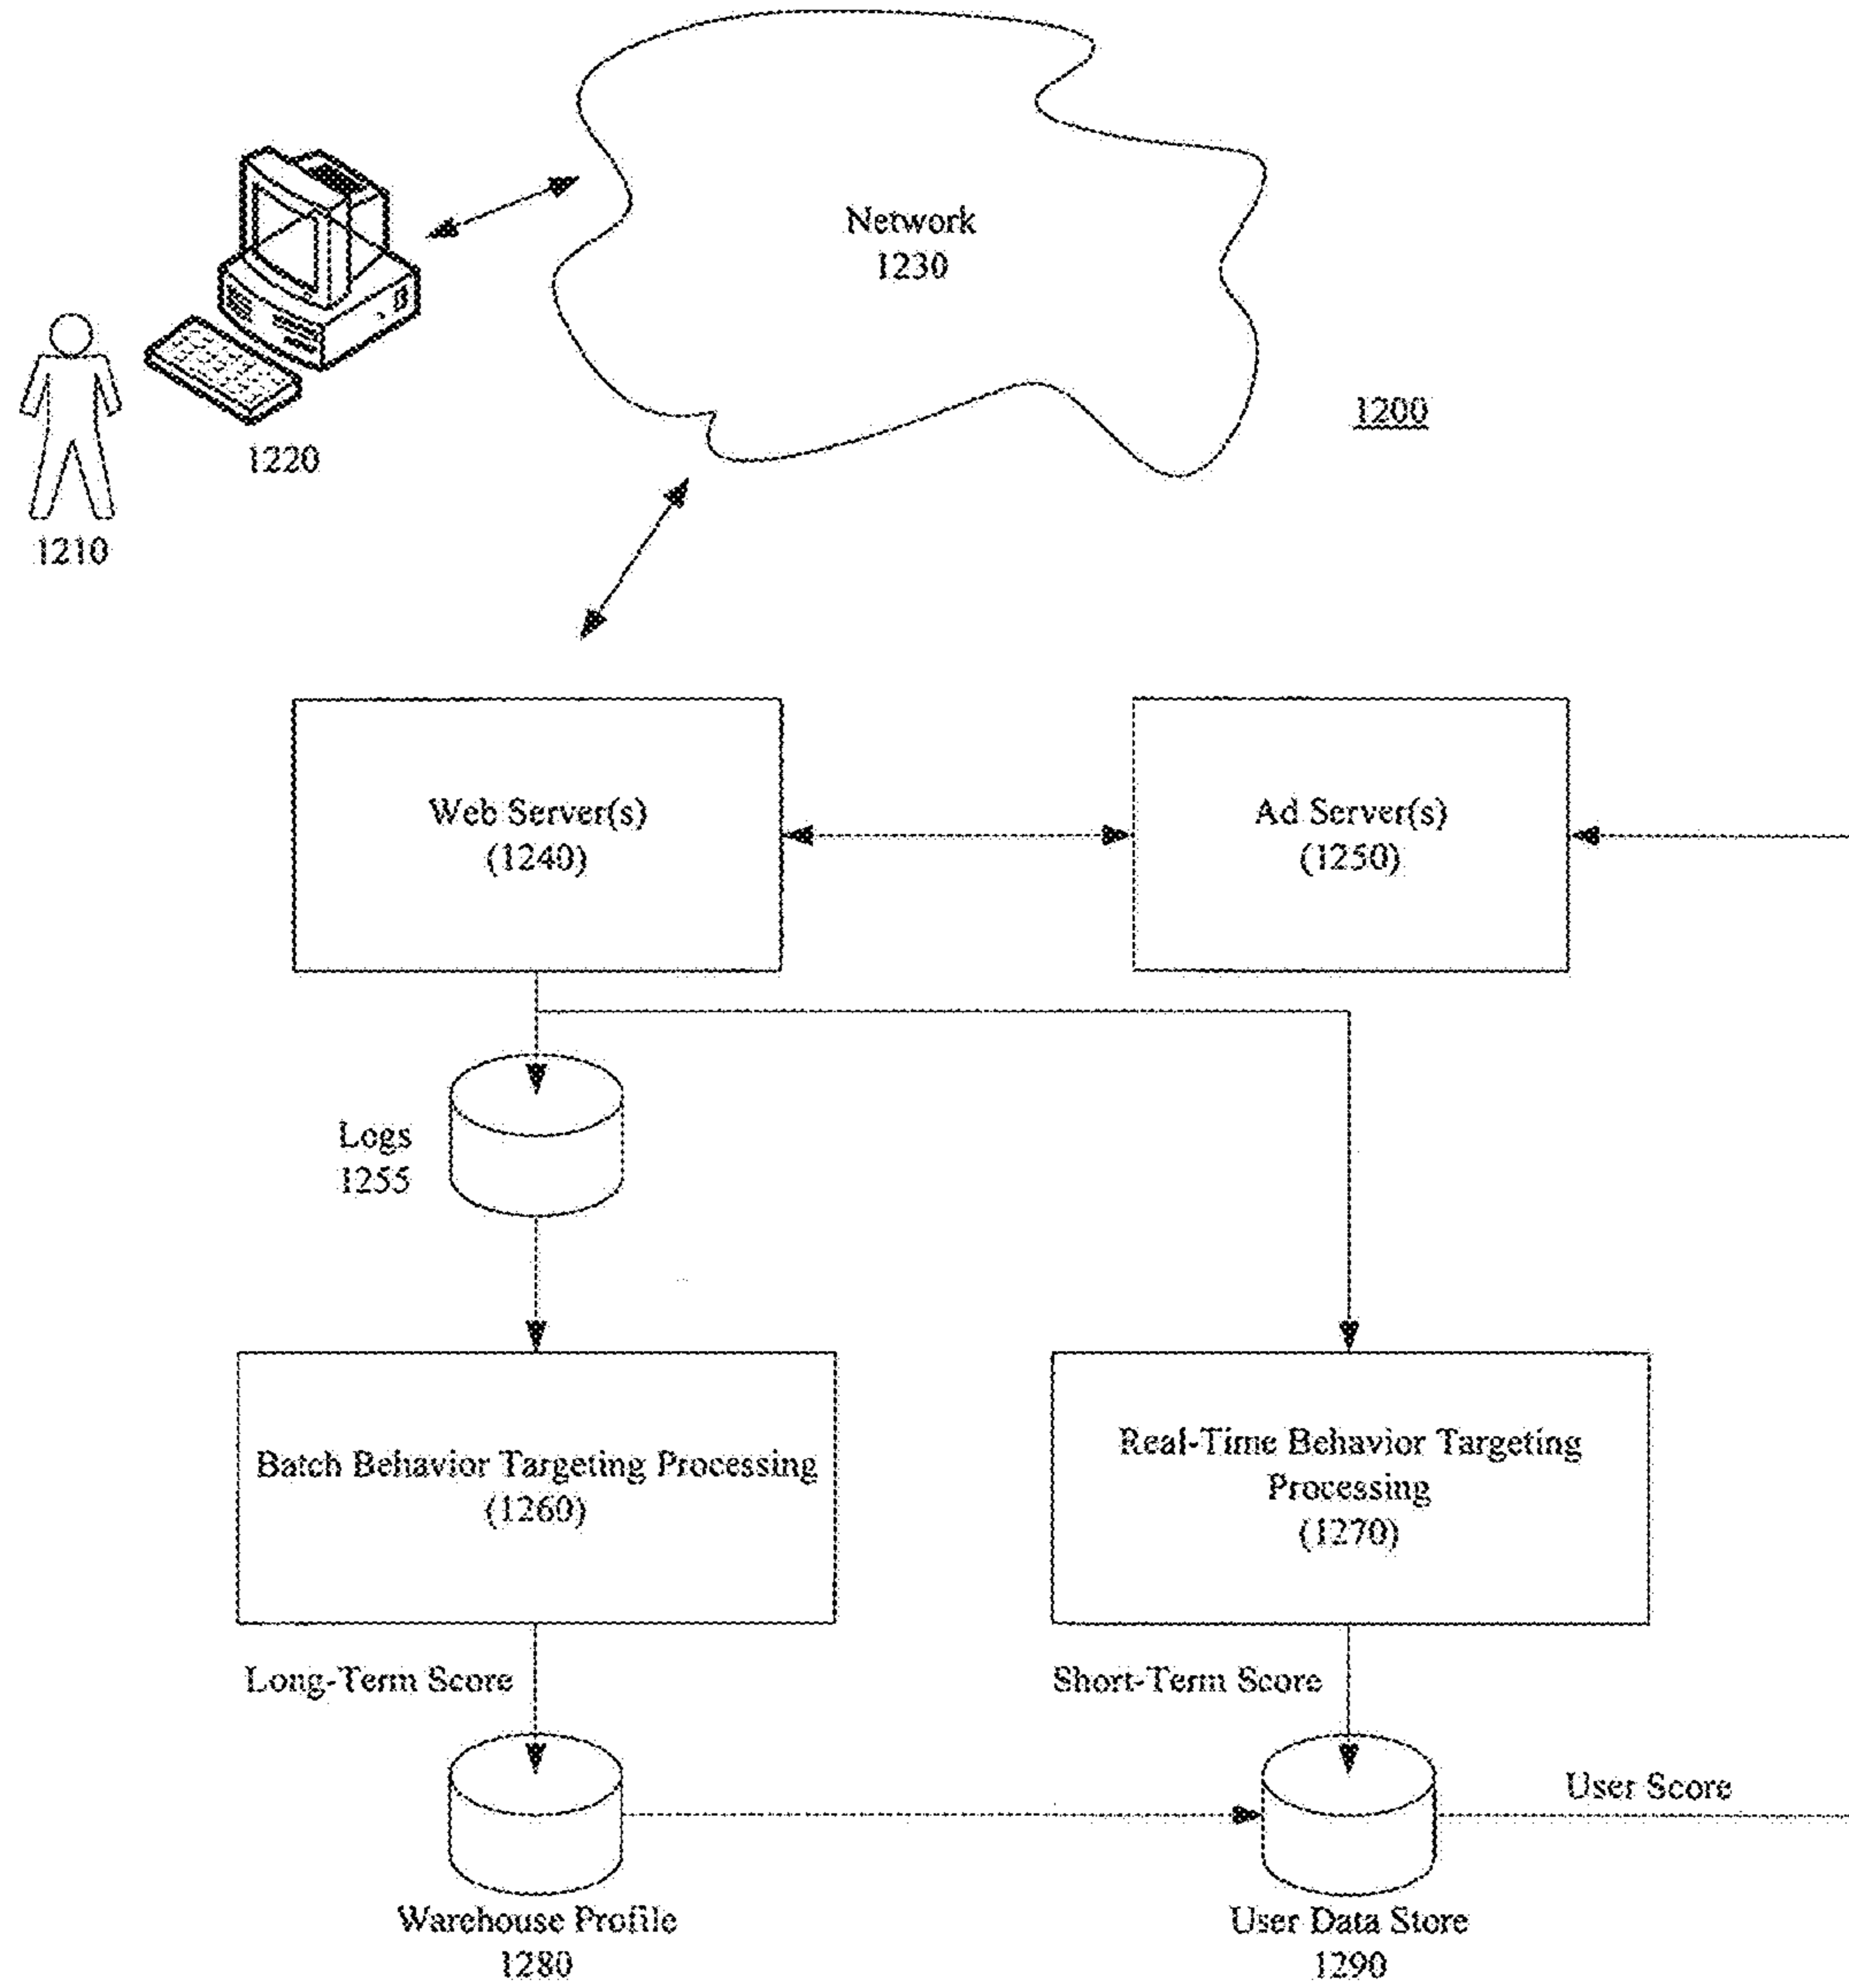 Network
1230
1200
1220
1210
Web Server(s)
(1240)
Ad Server(s)
(1250)
Logs
1255
Batch Behavior Targeting Processing
(1260)
Real-Time Behavior Targeting
Processing
(1270)
Long-Term Score
Short-Term Score
User Score
Warehouse Profile
1280
User Data Store
1290